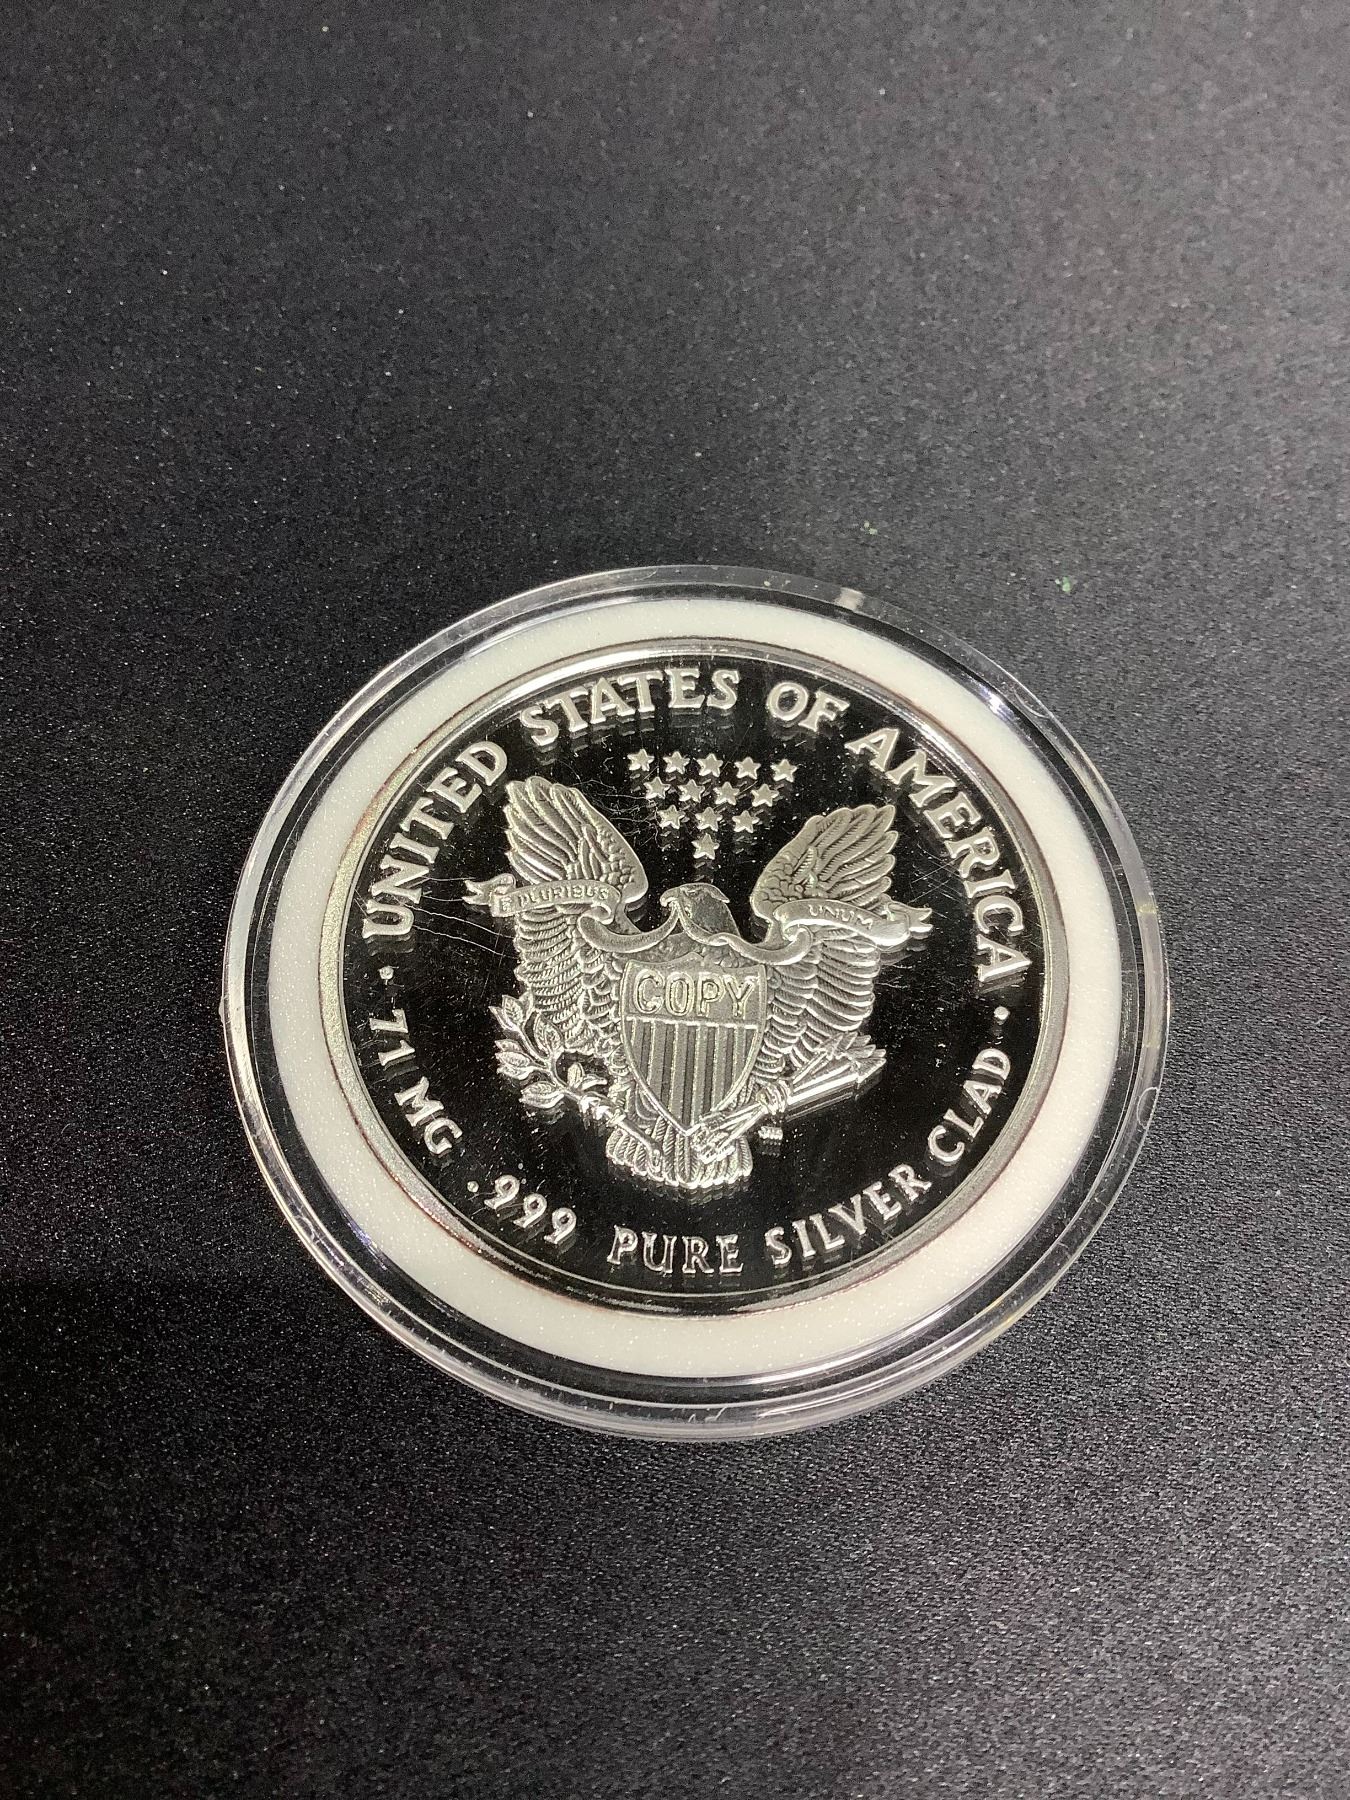 UNITED STATES OF AMERICA
E PLURIBUS UNUM
COPY
· 71 MG .999 PURE SILVER CLAD ·